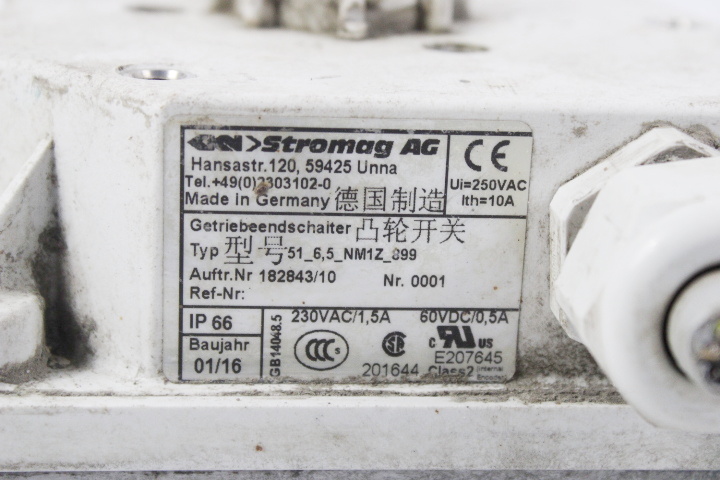 GKN Stromag AG
Hansastr.120, 59425 Unna
Tel.+49(0)2303102-0
Made in Germany 德国制造
CE
Ui=250VAC
Ith=10A
Getriebeendschalter 凸轮开关
Typ 型号 51_6,5_NM1Z_899
Auftr.Nr 182843/10 Nr. 0001
Ref-Nr:
IP 66
Baujahr
01/16
GB14048.5
230VAC/1,5A 60VDC/0,5A
CCC S
201644
c US
E207645
Class2